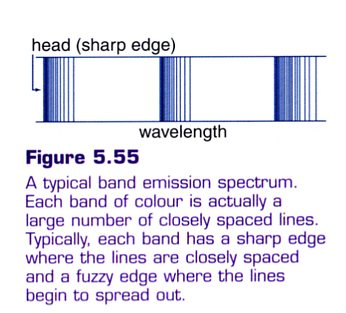 head (sharp edge)
wavelength
Figure 5.55
A typical band emission spectrum.
Each band of colour is actually a
large number of closely spaced lines.
Typically, each band has a sharp edge
where the lines are closely spaced
and a fuzzy edge where the lines
begin to spread out.